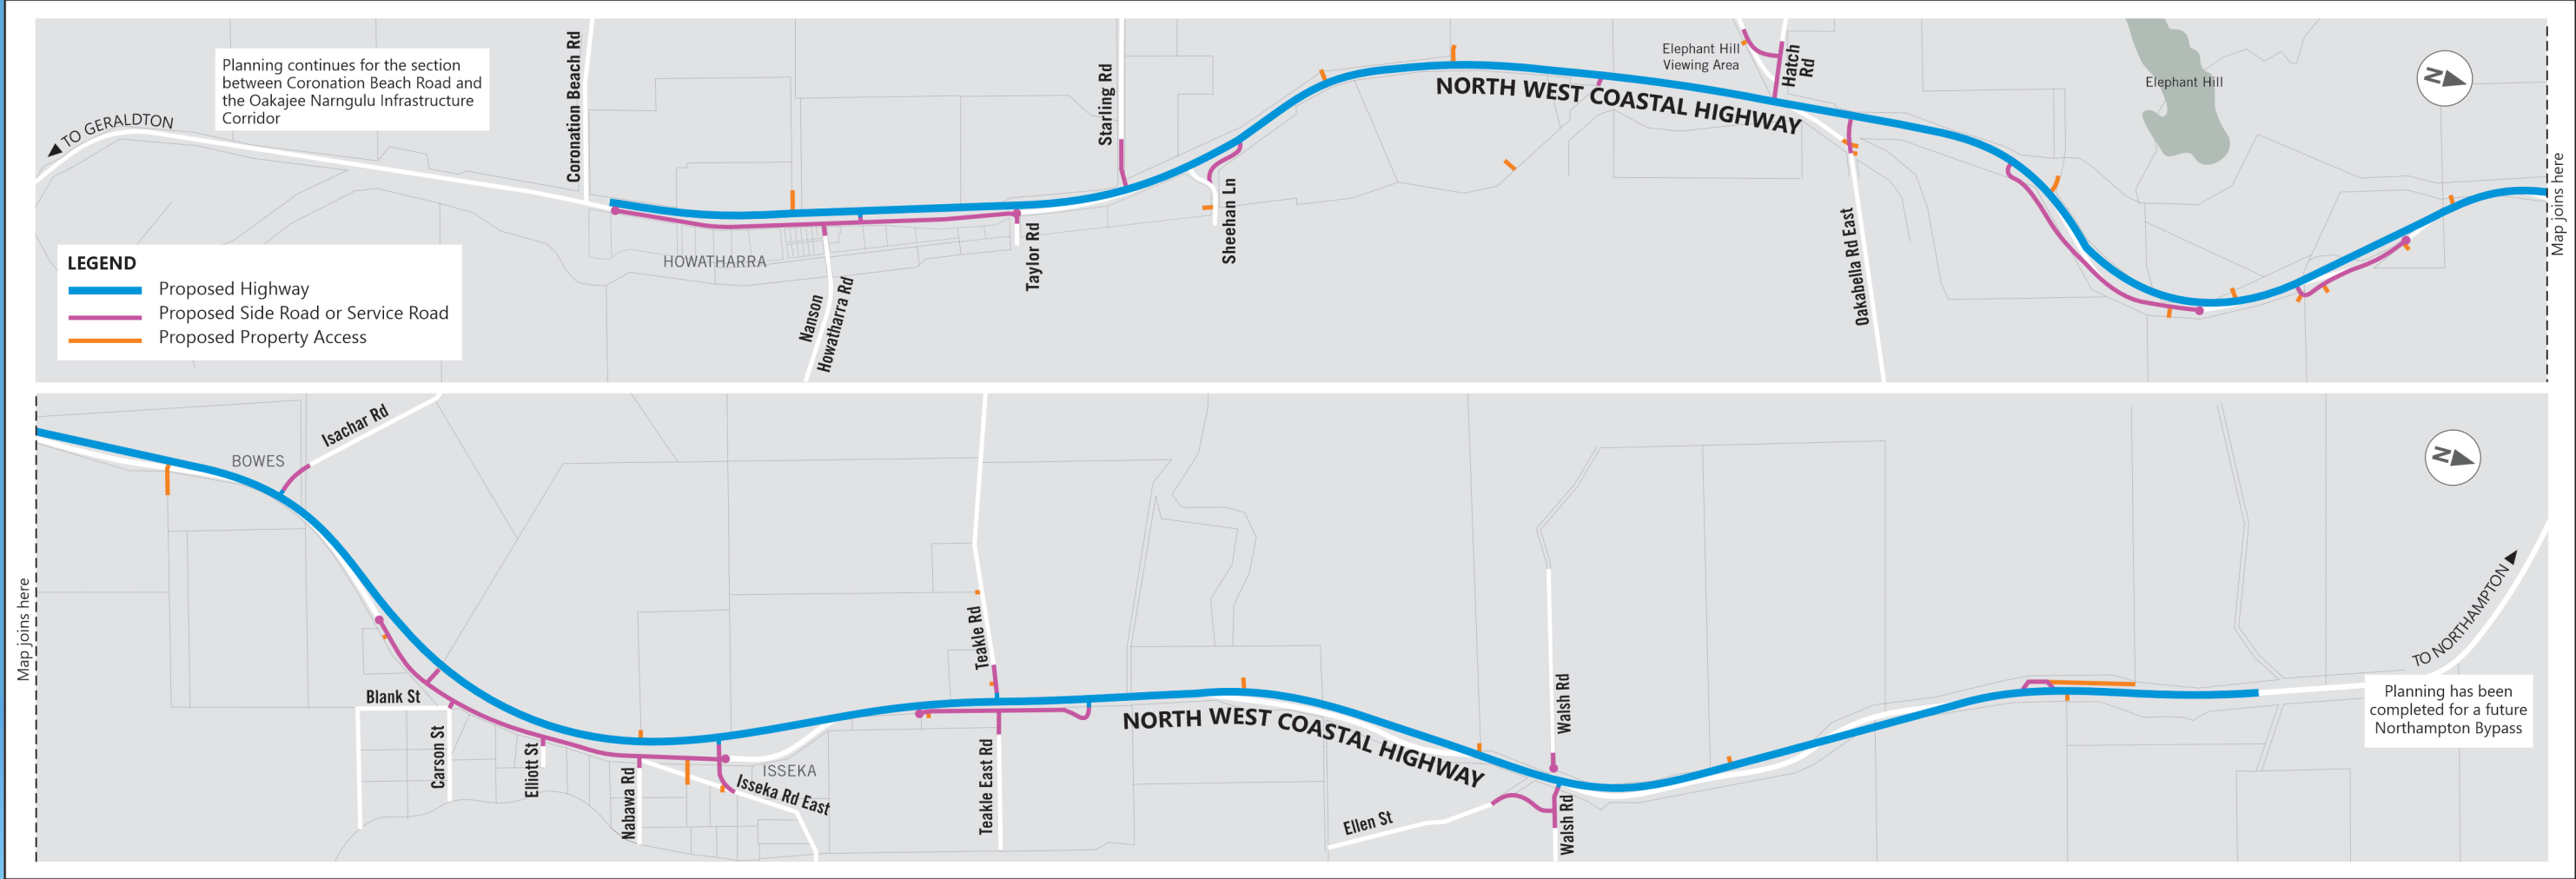 Planning continues for the section
between Coronation Beach Road and
the Oakajee Narngulu Infrastructure
Corridor
TO GERALDTON
Coronation Beach Rd
Starling Rd
Elephant Hill
Viewing Area
Hatch
Rd
Elephant Hill
N
NORTH WEST COASTAL HIGHWAY
Map joins here
HOWATHARRA
Nanson
Howatharra Rd
Taylor Rd
Sheehan Ln
Oakabella Rd East
LEGEND
Proposed Highway
Proposed Side Road or Service Road
Proposed Property Access
Map joins here
BOWES
Isachar Rd
N
Blank St
Carson St
Elliott St
Nabawa Rd
ISSEKA
Isseka Rd East
Teakle Rd
Teakle East Rd
NORTH WEST COASTAL HIGHWAY
Ellen St
Walsh Rd
Walsh Rd
TO NORTHAMPTON
Planning has been
completed for a future
Northampton Bypass